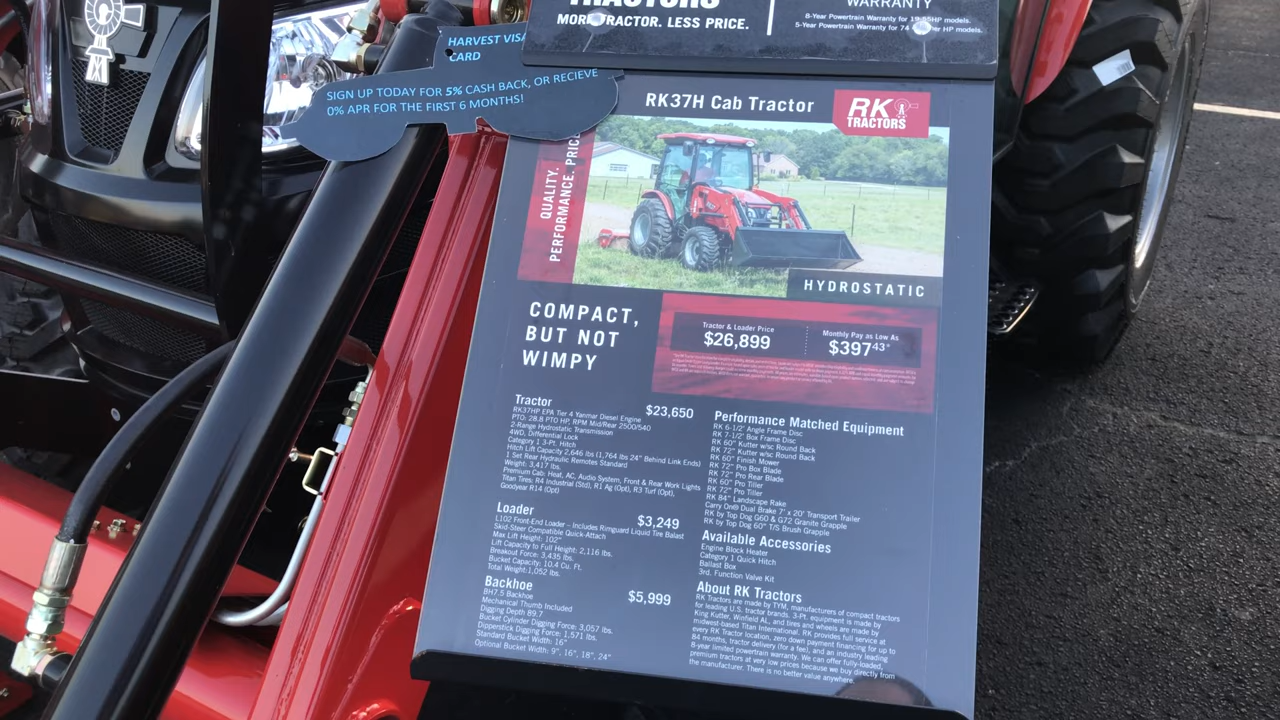 TRACTORS
MORE TRACTOR. LESS PRICE.
WARRANTY
8-Year Powertrain Warranty for 19-55HP models.
5-Year Powertrain Warranty for 74
HP models.
HARVEST VISA
CARD
SIGN UP TODAY FOR 5% CASH BACK, OR RECIEVE
0% APR FOR THE FIRST 6 MONTHS!
RK37H Cab Tractor
RK
TRACTORS
QUALITY.
PERFORMANCE. PRIC
HYDROSTATIC
COMPACT,
BUT NOT
WIMPY
Tractor & Loader Price
$26,899
Monthly Pay as Low As
$397.43*
Tractor
$23,650
RK37HP EPA Tier 4 Yanmar Diesel Engine
PTO: 28.8 PTO HP, RPM Mid/Rear 2500/540
2-Range Hydrostatic Transmission
4WD, Differential Lock
Category 1 3-Pt. Hitch
Hitch Lift Capacity 2,646 lbs (1,764 lbs 24" Behind Link Ends)
1 Set Rear Hydraulic Remotes Standard
Weight: 3,417 lbs.
Premium Cab: Heat, AC, Audio System, Front & Rear Work Lights
Titan Tires: R4 Industrial (Std), R1 Ag (Opt), R3 Turf (Opt),
Goodyear R14 (Opt)
Loader
$3,249
L102 Front-End Loader – Includes Rimguard Liquid Tire Balast
Skid-Steer Compatible Quick-Attach
Max Lift Height: 102"
Lift Capacity to Full Height: 2,116 lbs.
Breakout Force: 3,435 lbs.
Bucket Capacity: 10.4 Cu. Ft.
Total Weight:1,052 lbs.
Backhoe
$5,999
BH7.5 Backhoe
Mechanical Thumb Included
Digging Depth 89.7
Bucket Cylinder Digging Force: 3,057 lbs.
Dipperstick Digging Force: 1,571 lbs.
Standard Bucket Width: 16"
Optional Bucket Width: 9", 16", 18", 24"
Performance Matched Equipment
RK 6-1/2' Angle Frame Disc
RK 7-1/2' Box Frame Disc
RK 60" Kutter w/sc Round Back
RK 72" Kutter w/sc Round Back
RK 60" Finish Mower
RK 72" Pro Box Blade
RK 72" Pro Rear Blade
RK 60" Pro Tiller
RK 72" Pro Tiller
RK 84" Landscape Rake
Carry On® Dual Brake 7' x 20' Transport Trailer
RK by Top Dog G60 & G72 Granite Grapple
RK by Top Dog 60" T/S Brush Grapple
Available Accessories
Engine Block Heater
Category 1 Quick Hitch
Ballast Box
3rd. Function Valve Kit
About RK Tractors
RK Tractors are made by TYM, manufacturers of compact tractors
for leading U.S. tractor brands. 3-Pt. equipment is made by
King Kutter, Winfield AL, and tires and wheels are made by
midwest-based Titan International. RK provides full service at
every RK Tractor location, zero down payment financing for up to
84 months, tractor delivery (for a fee), and an industry leading
8-year limited powertrain warranty. We can offer fully-loaded,
premium tractors at very low prices because we buy directly from
the manufacturer. There is no better value anywhere.